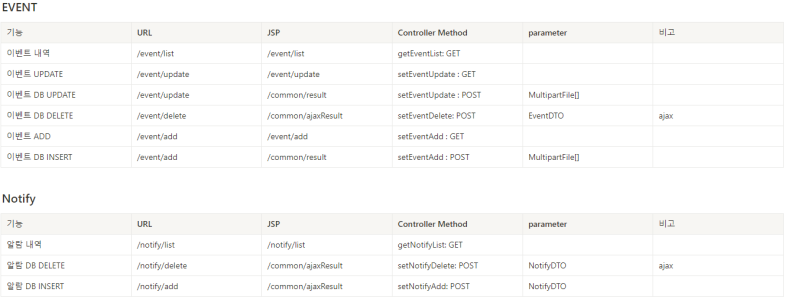 EVENT
기능 URL JSP Controller Method parameter 비고
이벤트 내역 /event/list /event/list getEventList: GET
이벤트 UPDATE /event/update /event/update setEventUpdate : GET
이벤트 DB UPDATE /event/update /common/result setEventUpdate : POST MultipartFile[]
이벤트 DB DELETE /event/delete /common/ajaxResult setEventDelete: POST EventDTO ajax
이벤트 ADD /event/add /event/add setEventAdd : GET
이벤트 DB INSERT /event/add /common/result setEventAdd : POST MultipartFile[]
Notify
기능 URL JSP Controller Method parameter 비고
알람 내역 /notify/list /notify/list getNotifyList: GET
알람 DB DELETE /notify/delete /common/ajaxResult setNotifyDelete: POST NotifyDTO ajax
알람 DB INSERT /notify/add /common/ajaxResult setNotifyAdd: POST NotifyDTO